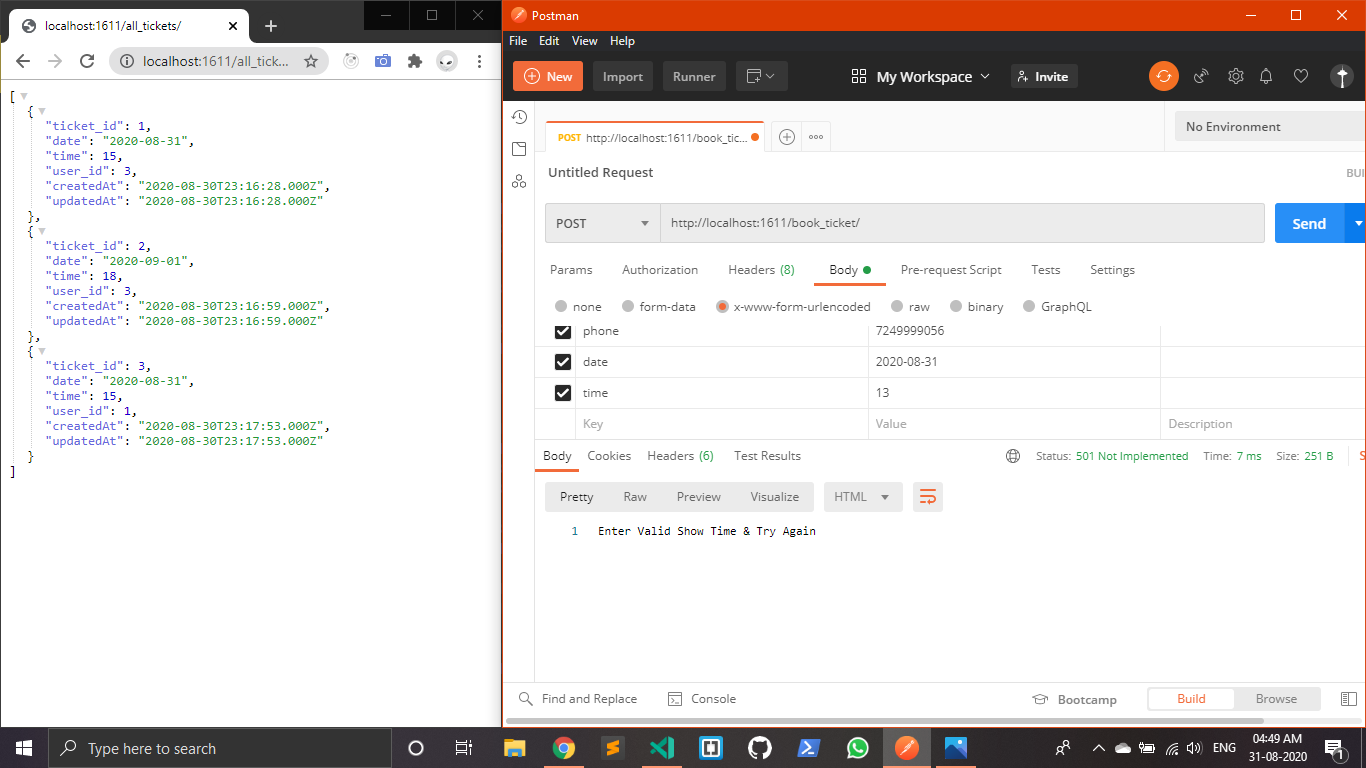 localhost:1611/all_tickets/
localhost:1611/all_tick...
[
{
"ticket_id": 1,
"date": "2020-08-31",
"time": 15,
"user_id": 3,
"createdAt": "2020-08-30T23:16:28.000Z",
"updatedAt": "2020-08-30T23:16:28.000Z"
},
{
"ticket_id": 2,
"date": "2020-09-01",
"time": 18,
"user_id": 3,
"createdAt": "2020-08-30T23:16:59.000Z",
"updatedAt": "2020-08-30T23:16:59.000Z"
},
{
"ticket_id": 3,
"date": "2020-08-31",
"time": 15,
"user_id": 1,
"createdAt": "2020-08-30T23:17:53.000Z",
"updatedAt": "2020-08-30T23:17:53.000Z"
}
]
Postman
File Edit View Help
New Import Runner My Workspace Invite
POST http://localhost:1611/book_tic... No Environment
Untitled Request BUI
POST http://localhost:1611/book_ticket/ Send
Params Authorization Headers (8) Body Pre-request Script Tests Settings
none form-data x-www-form-urlencoded raw binary GraphQL
phone 7249999056
date 2020-08-31
time 13
Key Value Description
Body Cookies Headers (6) Test Results Status: 501 Not Implemented Time: 7 ms Size: 251 B S
Pretty Raw Preview Visualize HTML
1 Enter Valid Show Time & Try Again
Find and Replace Console Bootcamp Build Browse
Type here to search ENG 04:49 AM
31-08-2020 1